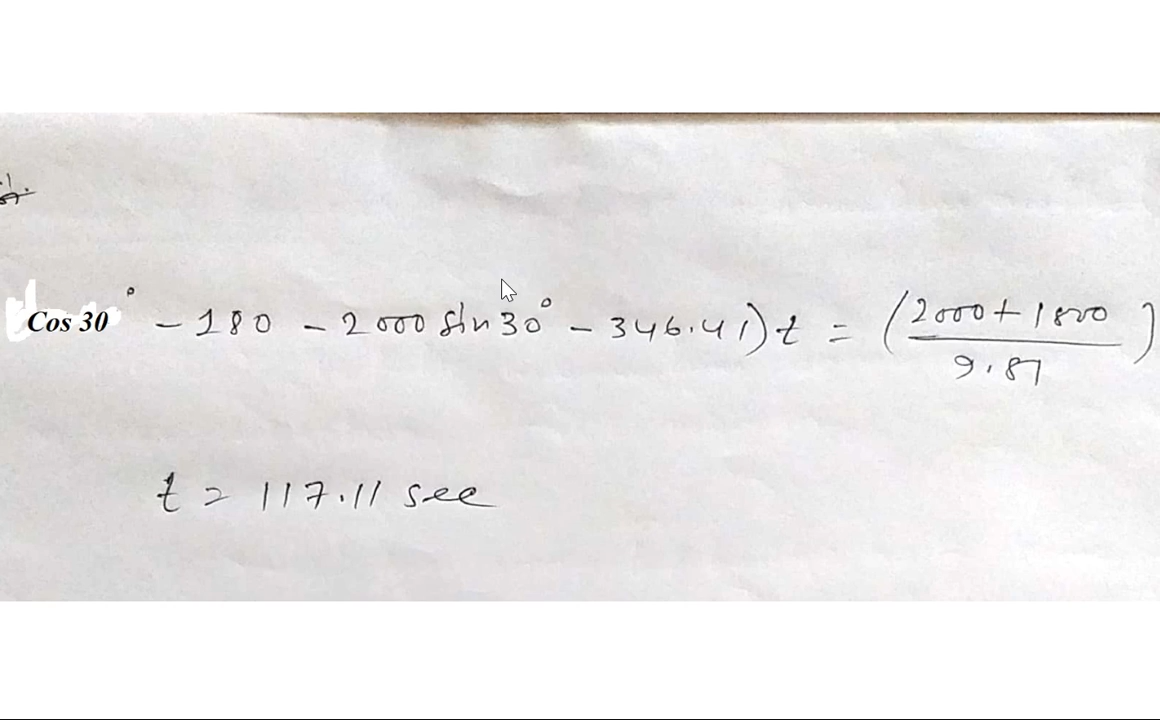 Cos 30° - 180 - 2000 sin 30° - 346.41) t = (2000 + 1800 / 9.81)
t = 117.11 sec